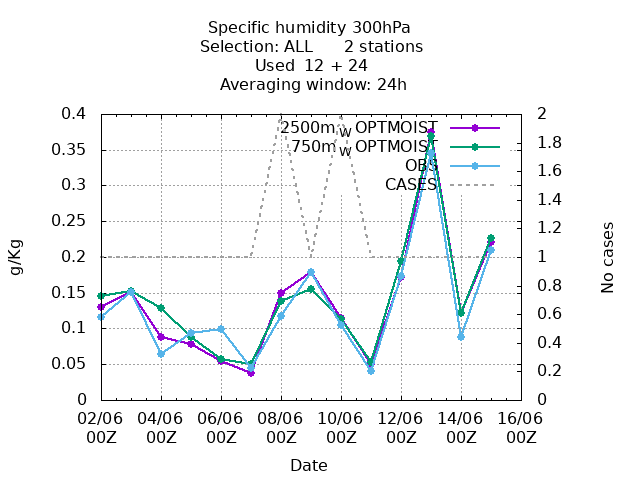 Specific humidity 300hPa
Selection: ALL 2 stations
Used 12 + 24
Averaging window: 24h
0.4
0.35
0.3
0.25
0.2
0.15
0.1
0.05
0
g/Kg
2500m_W OPTMOIST
750m_W OPTMOIST
OBS
CASES
2
1.8
1.6
1.4
1.2
1
0.8
0.6
0.4
0.2
0
No cases
02/06 04/06 06/06 08/06 10/06 12/06 14/06 16/06
00Z 00Z 00Z 00Z 00Z 00Z 00Z 00Z
Date